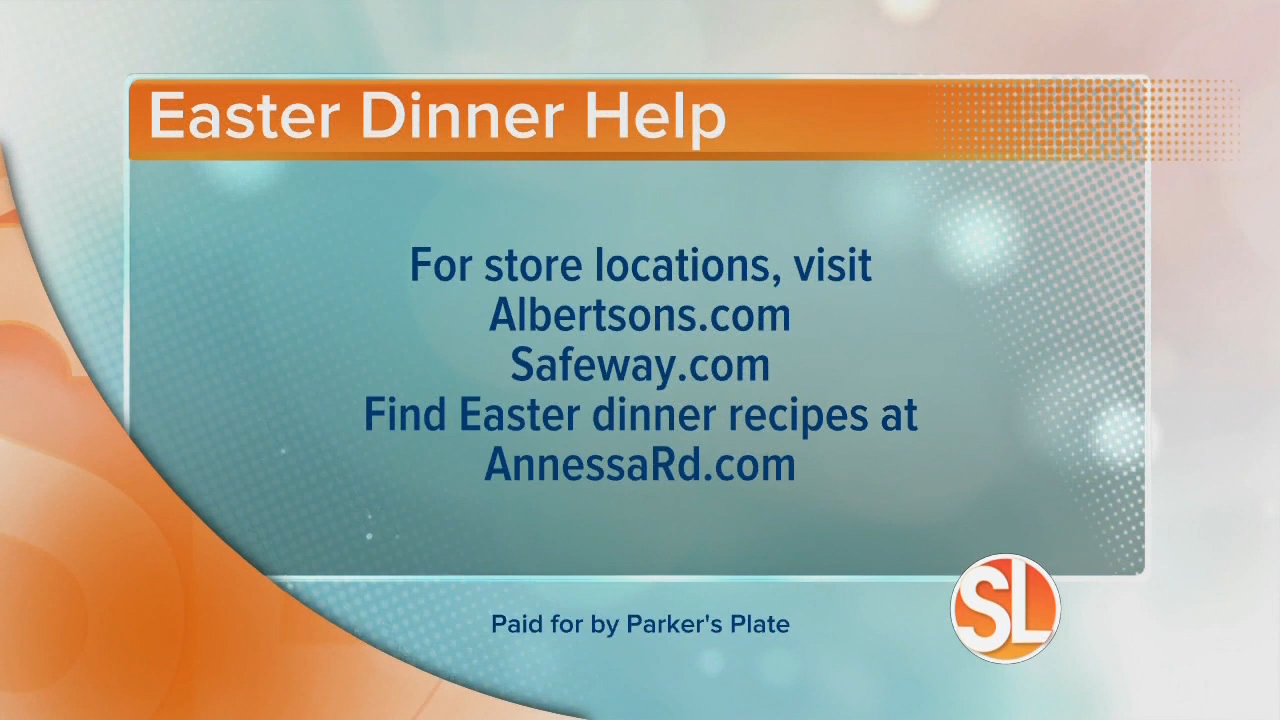 Easter Dinner Help
For store locations, visit
Albertsons.com
Safeway.com
Find Easter dinner recipes at
AnnessaRd.com
Paid for by Parker's Plate
SL